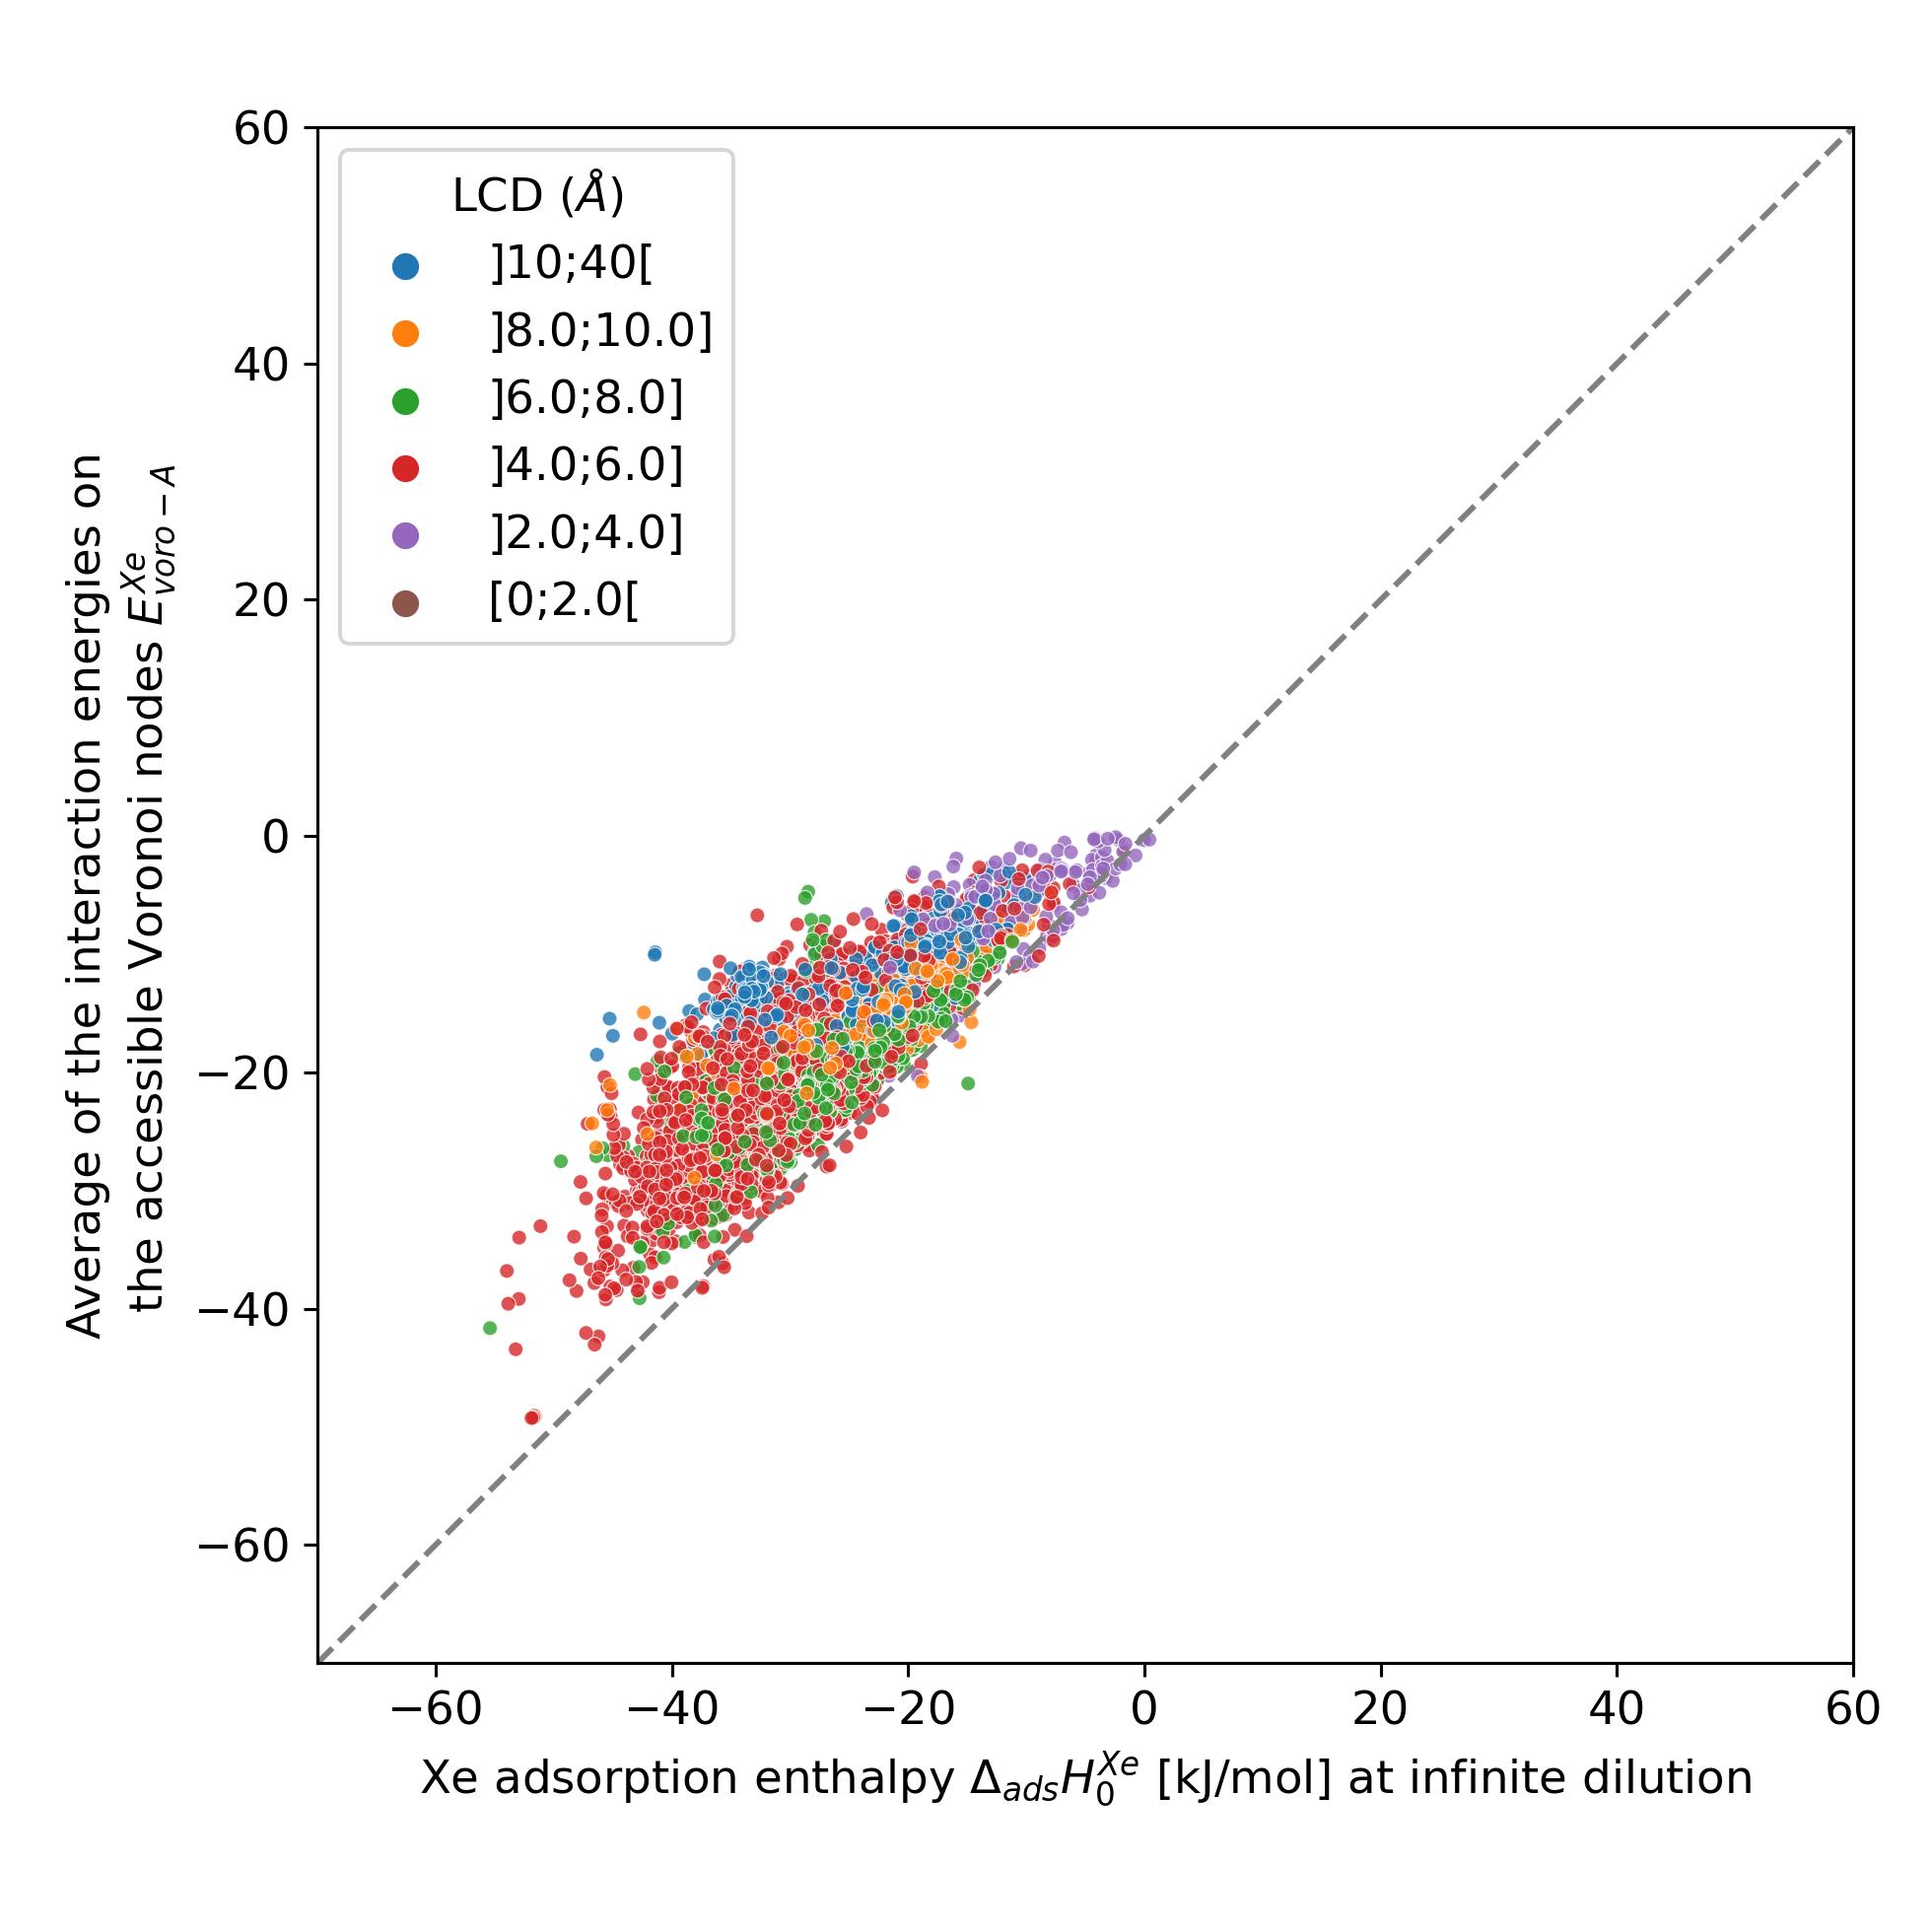 Average of the interaction energies on
the accessible Voronoi nodes E^{Xe}_{voro−A}
60
40
20
0
−20
−40
−60
LCD (Å)
]10;40[
]8.0;10.0]
]6.0;8.0]
]4.0;6.0]
]2.0;4.0]
[0;2.0[
−60 −40 −20 0 20 40 60
Xe adsorption enthalpy Δ_{ads}H_0^{Xe} [kJ/mol] at infinite dilution